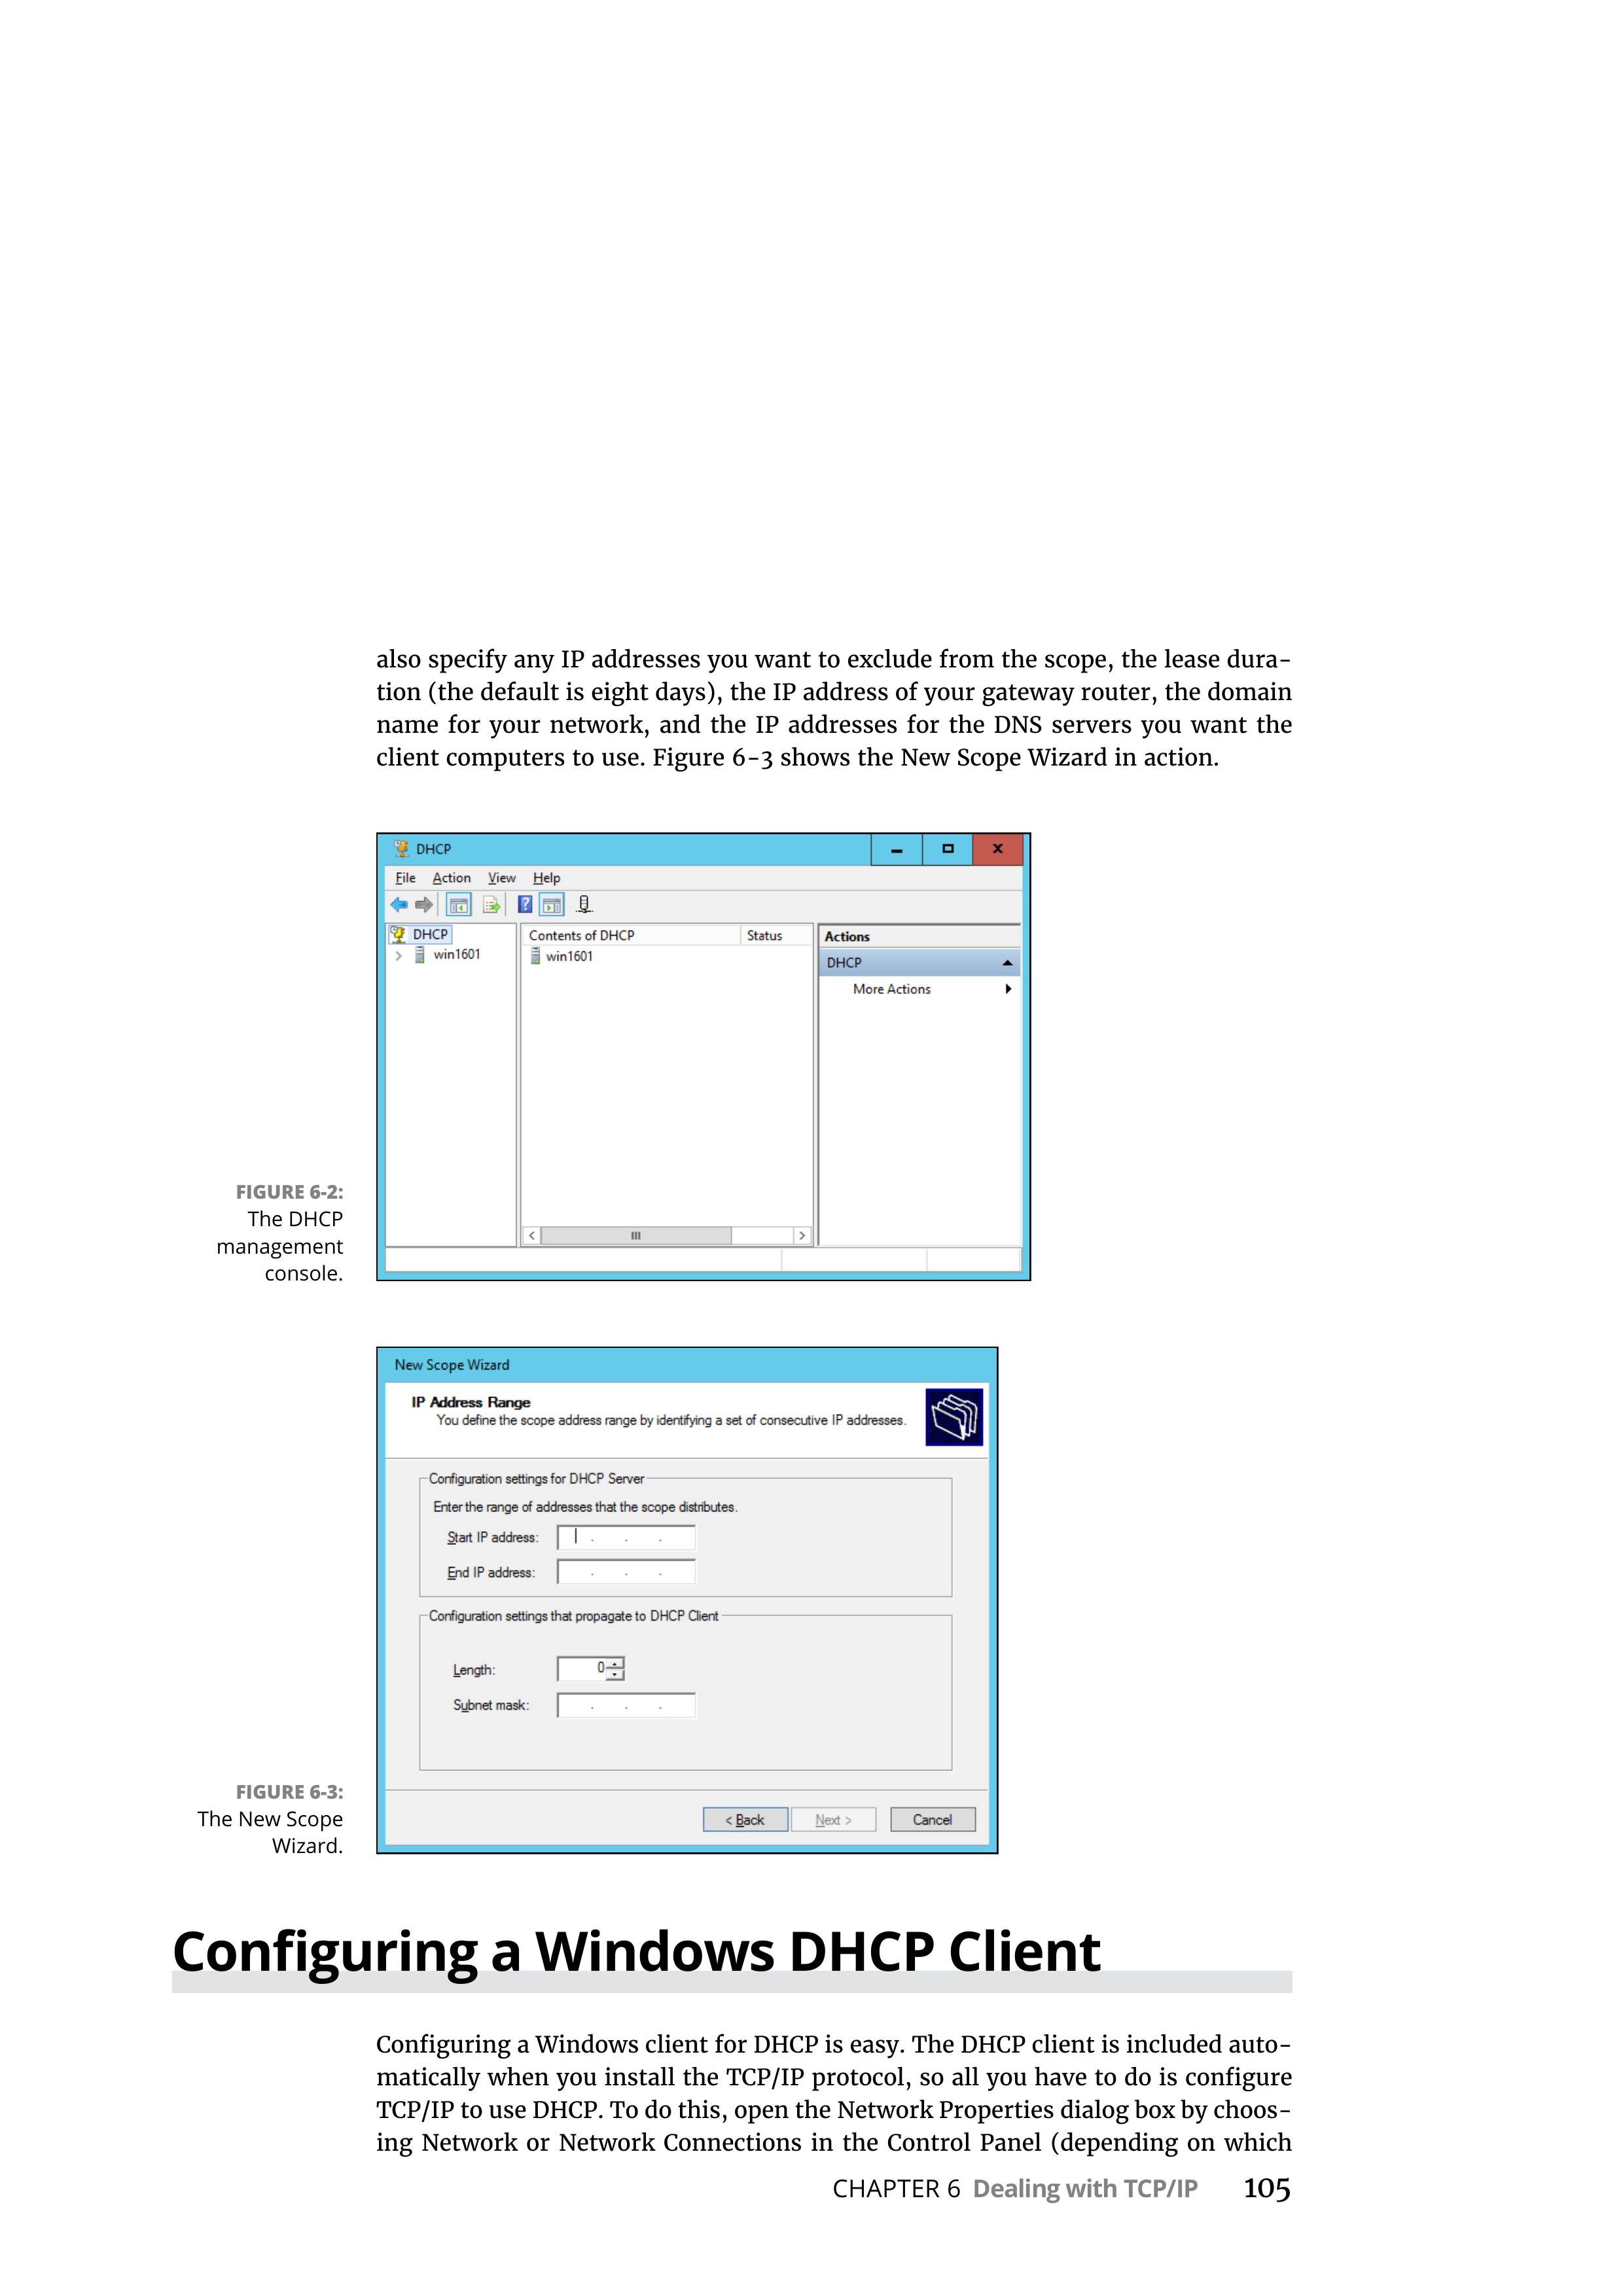 also specify any IP addresses you want to exclude from the scope, the lease dura-
tion (the default is eight days), the IP address of your gateway router, the domain
name for your network, and the IP addresses for the DNS servers you want the
client computers to use. Figure 6-3 shows the New Scope Wizard in action.
DHCP
File Action View Help
DHCP
win1601
Contents of DHCP Status
win1601
Actions
DHCP
More Actions
FIGURE 6-2:
The DHCP
management
console.
New Scope Wizard
IP Address Range
You define the scope address range by identifying a set of consecutive IP addresses.
Configuration settings for DHCP Server
Enter the range of addresses that the scope distributes.
Start IP address: . . .
End IP address: . . .
Configuration settings that propagate to DHCP Client
Length: 0
Subnet mask: . . .
< Back Next > Cancel
FIGURE 6-3:
The New Scope
Wizard.
Configuring a Windows DHCP Client
Configuring a Windows client for DHCP is easy. The DHCP client is included auto-
matically when you install the TCP/IP protocol, so all you have to do is configure
TCP/IP to use DHCP. To do this, open the Network Properties dialog box by choos-
ing Network or Network Connections in the Control Panel (depending on which
CHAPTER 6 Dealing with TCP/IP 105